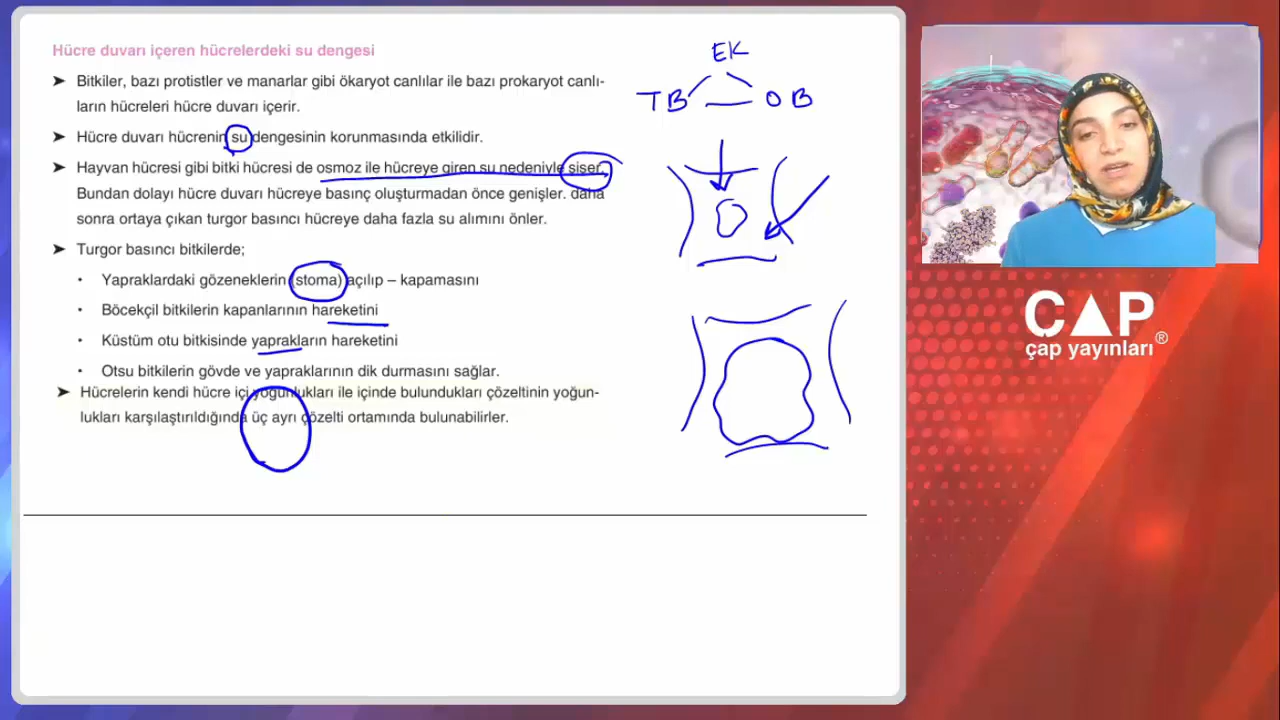 Hücre duvarı içeren hücrelerdeki su dengesi
➤ Bitkiler, bazı protistler ve manarlar gibi ökaryot canlılar ile bazı prokaryot canlı-
ların hücreleri hücre duvarı içerir.
➤ Hücre duvarı hücrenin su dengesinin korunmasında etkilidir.
➤ Hayvan hücresi gibi bitki hücresi de osmoz ile hücreye giren su nedeniyle şişer.
Bundan dolayı hücre duvarı hücreye basınç oluşturmadan önce genişler. daha
sonra ortaya çıkan turgor basıncı hücreye daha fazla su alımını önler.
➤ Turgor basıncı bitkilerde;
• Yapraklardaki gözeneklerin (stoma) açılıp – kapamasını
• Böcekçil bitkilerin kapanlarının hareketini
• Küstüm otu bitkisinde yaprakların hareketini
• Otsu bitkilerin gövde ve yapraklarının dik durmasını sağlar.
➤ Hücrelerin kendi hücre içi yoğunlukları ile içinde bulundukları çözeltinin yoğun-
lukları karşılaştırıldığında üç ayrı çözelti ortamında bulunabilirler.
EK
TB OB
ÇAP®
çap yayınları